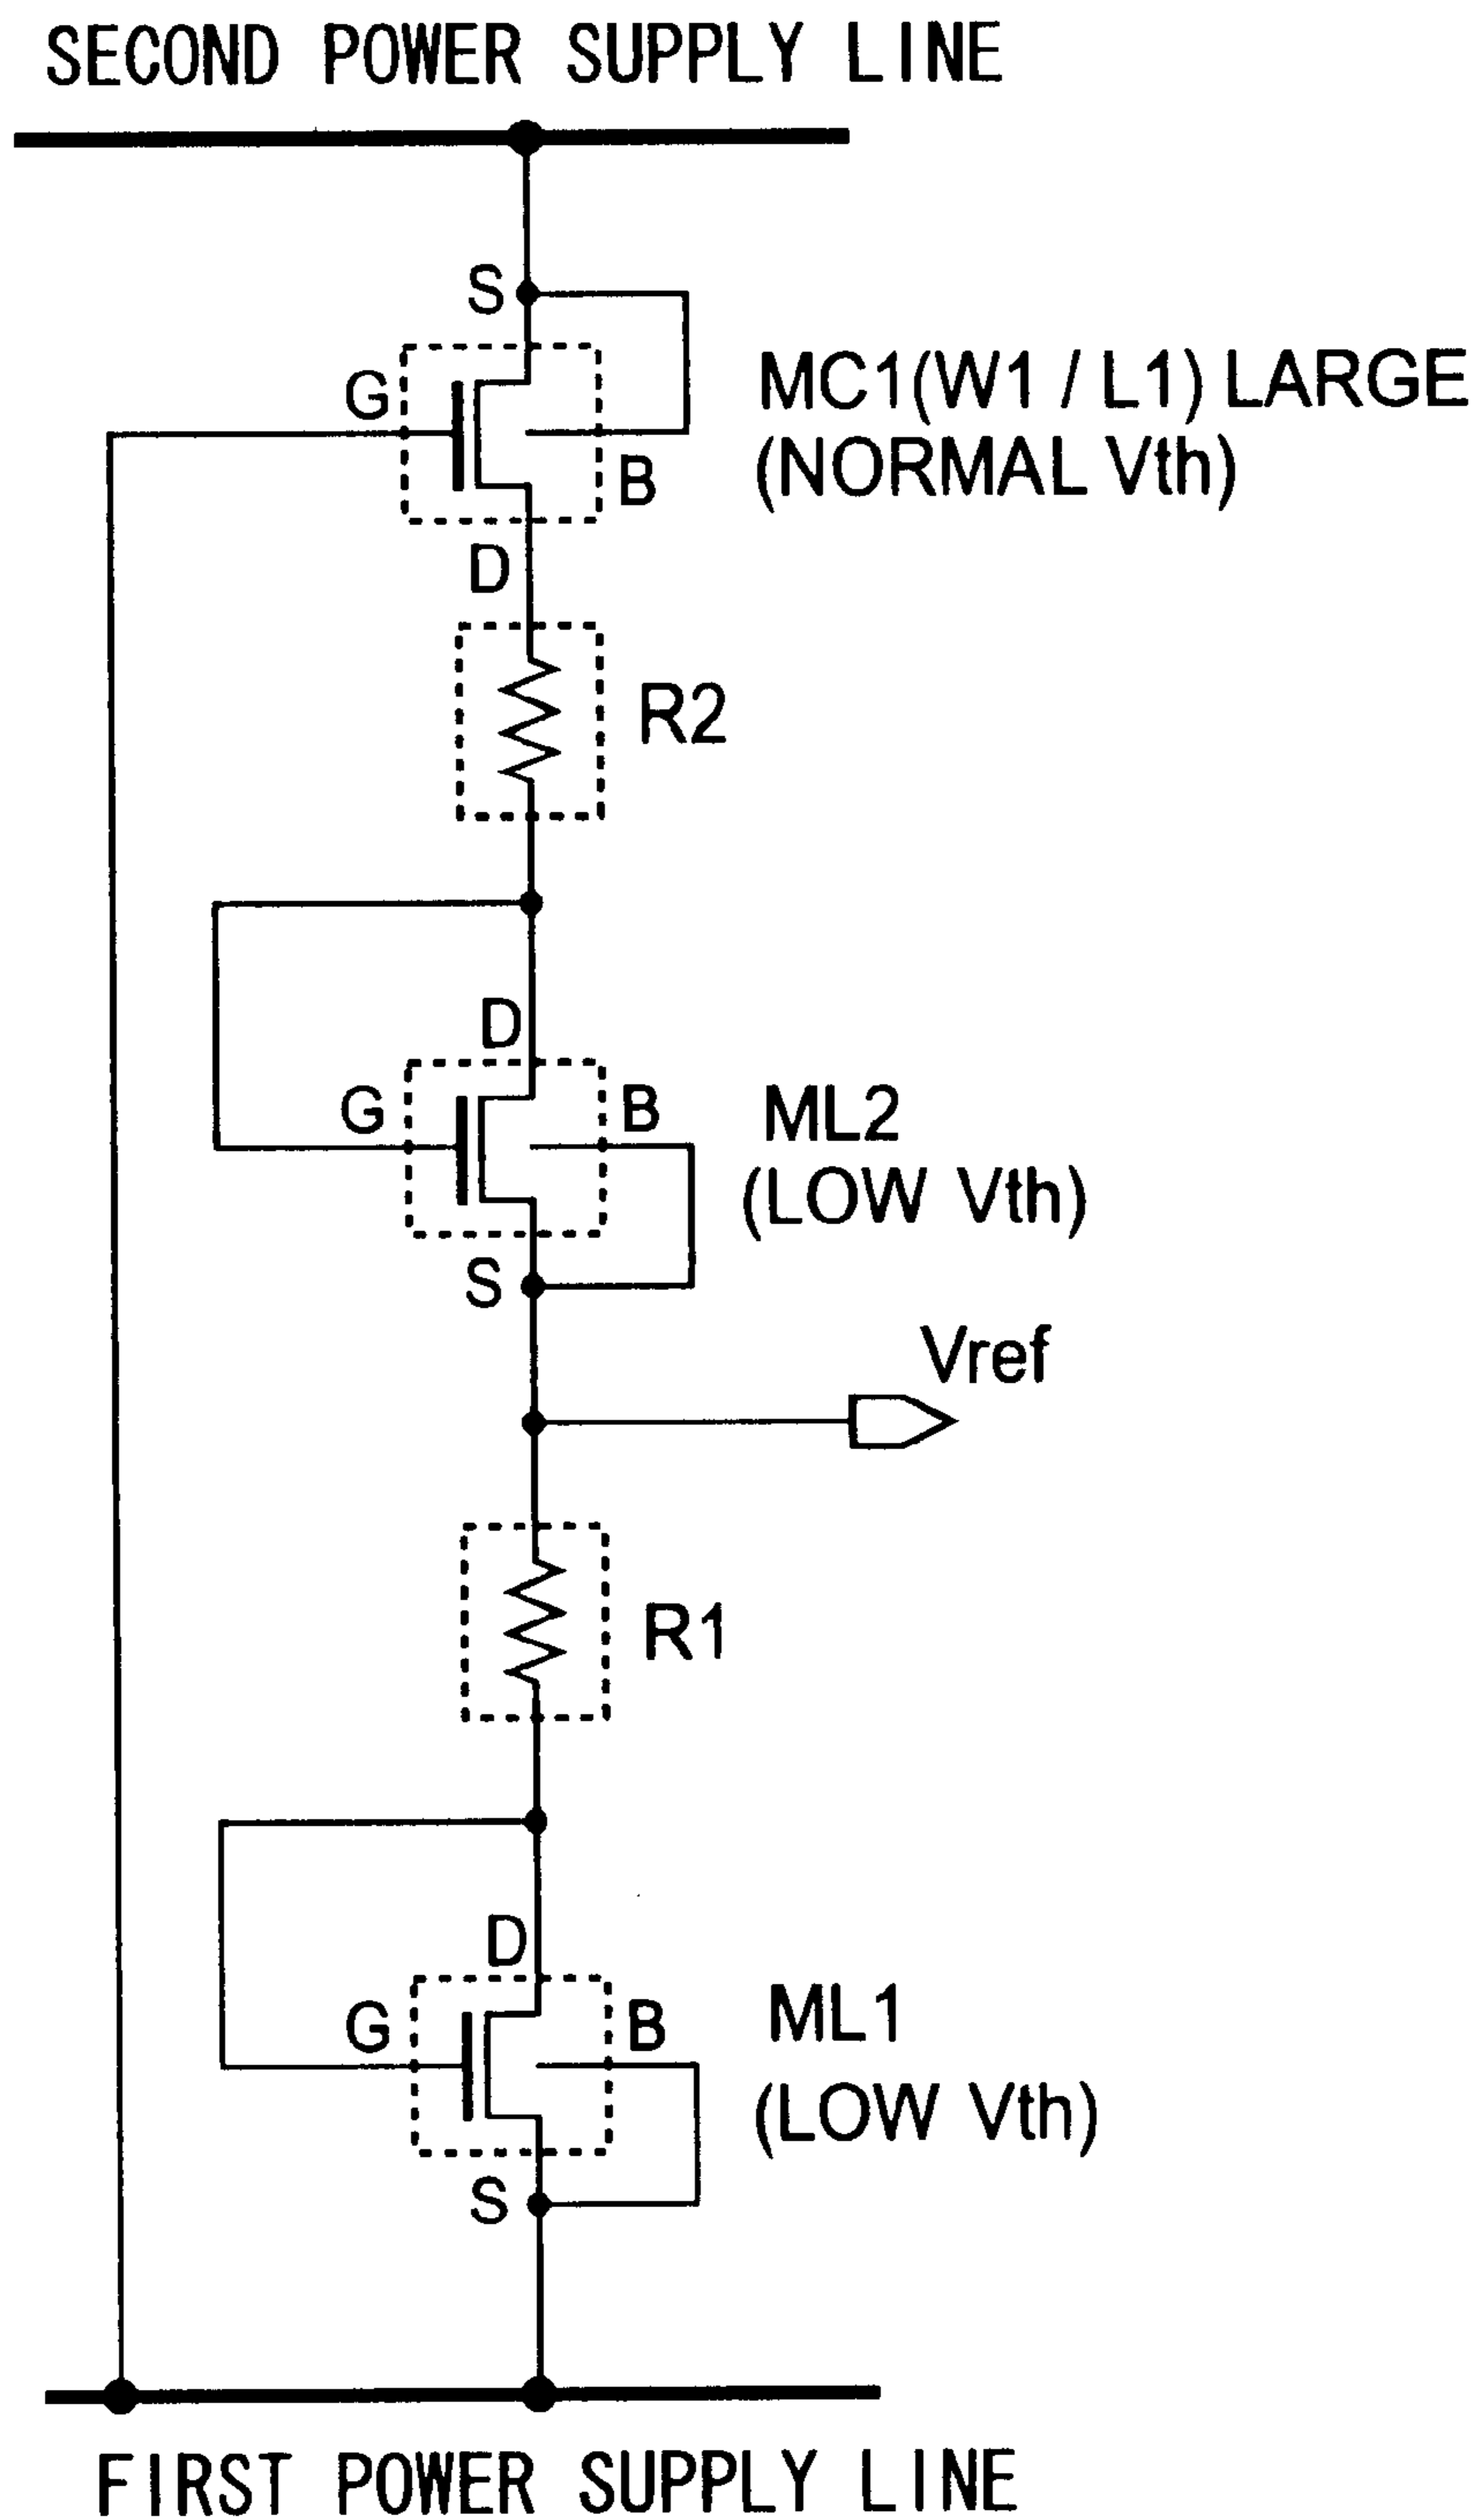 SECOND POWER SUPPLY LINE
S
G
MC1(W1 / L1) LARGE
(NORMAL Vth)
B
D
R2
D
G
B
ML2
(LOW Vth)
S
Vref
R1
D
G
B
ML1
(LOW Vth)
S
FIRST POWER SUPPLY LINE